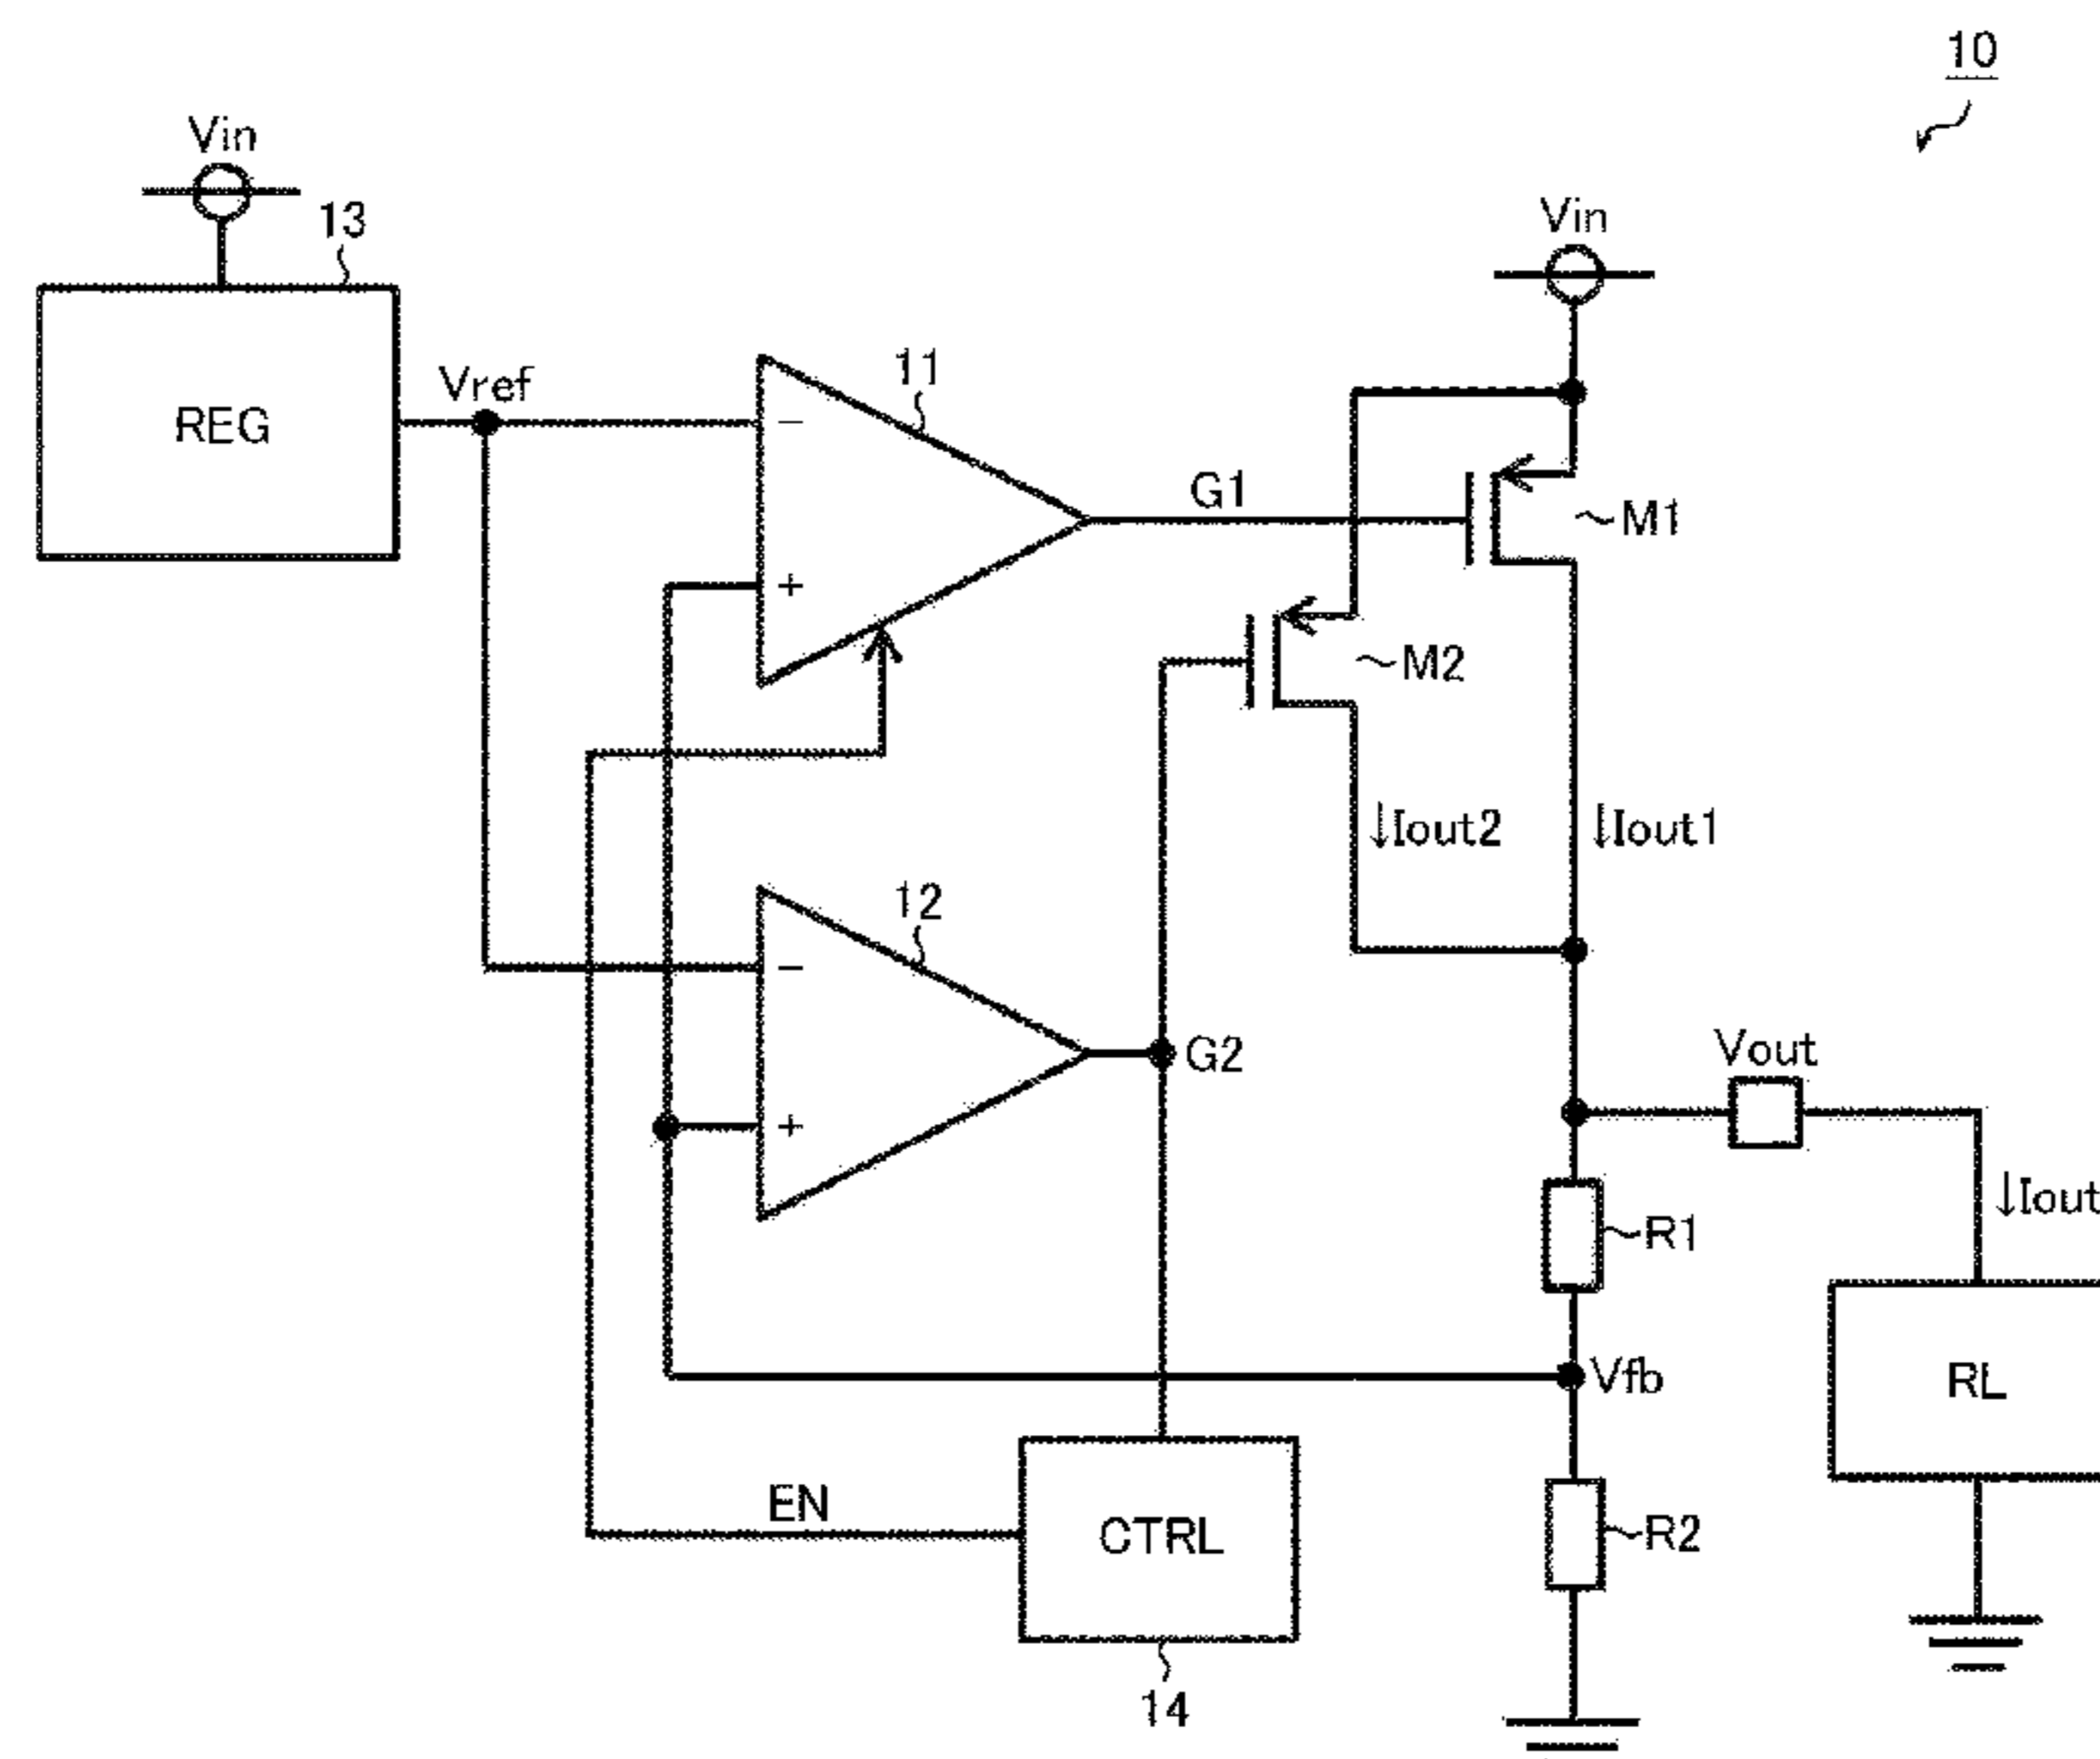 10
Vin
13
Vin
REG
Vref
11
−
+
G1
M1
M2
Iout2
Iout1
12
−
+
G2
Vout
Iout
R1
Vfb
RL
EN
CTRL
R2
14